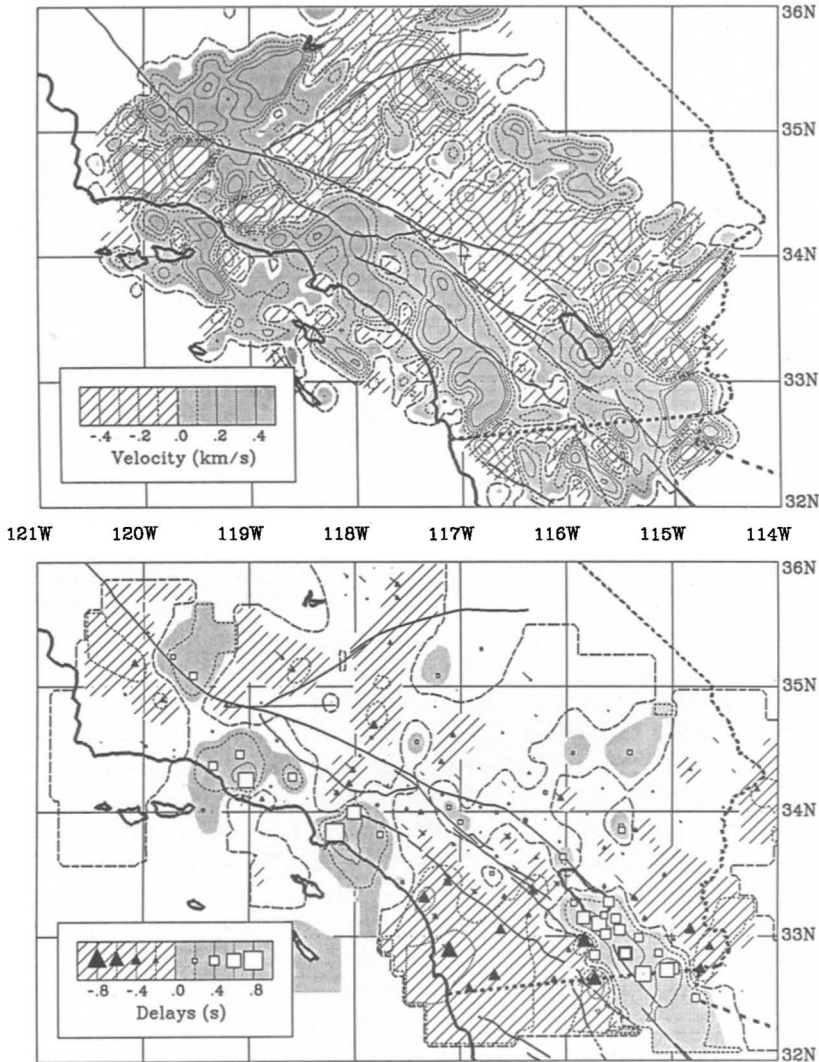 36N
35N
34N
33N
32N
-.4 -.2 .0 .2 .4
Velocity (km/s)
121W 120W 119W 118W 117W 116W 115W 114W
36N
35N
34N
33N
32N
-.8 -.4 .0 .4 .8
Delays (s)